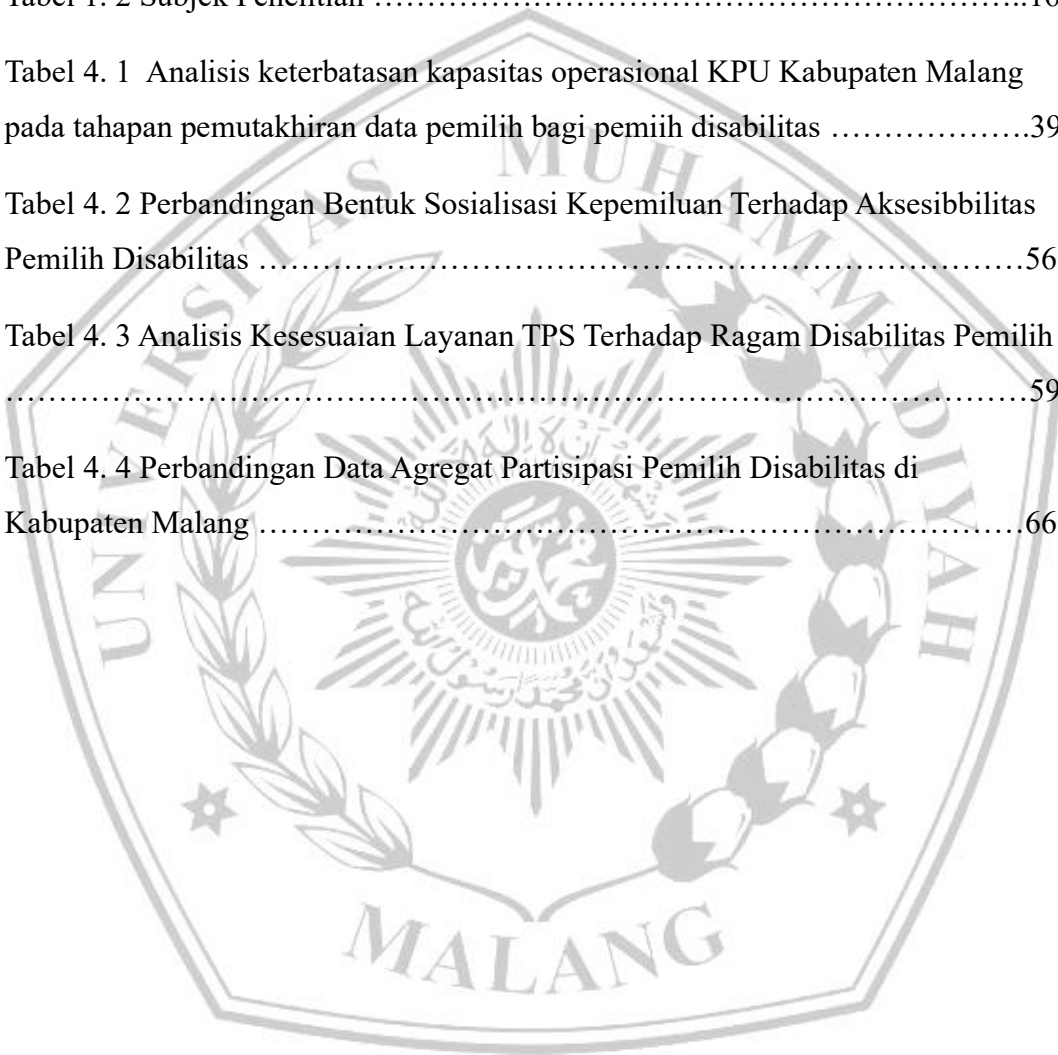 Tabel 1. 2 Subjek Penelitian …………………………………………………………..16
Tabel 4. 1  Analisis keterbatasan kapasitas operasional KPU Kabupaten Malang
pada tahapan pemutakhiran data pemilih bagi pemiih disabilitas ……………….39
Tabel 4. 2 Perbandingan Bentuk Sosialisasi Kepemiluan Terhadap Aksesibbilitas
Pemilih Disabilitas …………………………………………………………………56
Tabel 4. 3 Analisis Kesesuaian Layanan TPS Terhadap Ragam Disabilitas Pemilih
…………………………………………………………………………………………59
Tabel 4. 4 Perbandingan Data Agregat Partisipasi Pemilih Disabilitas di
Kabupaten Malang …………………………………………………………………66
UNIVERSITAS MUHAMMADIYAH
MALANG